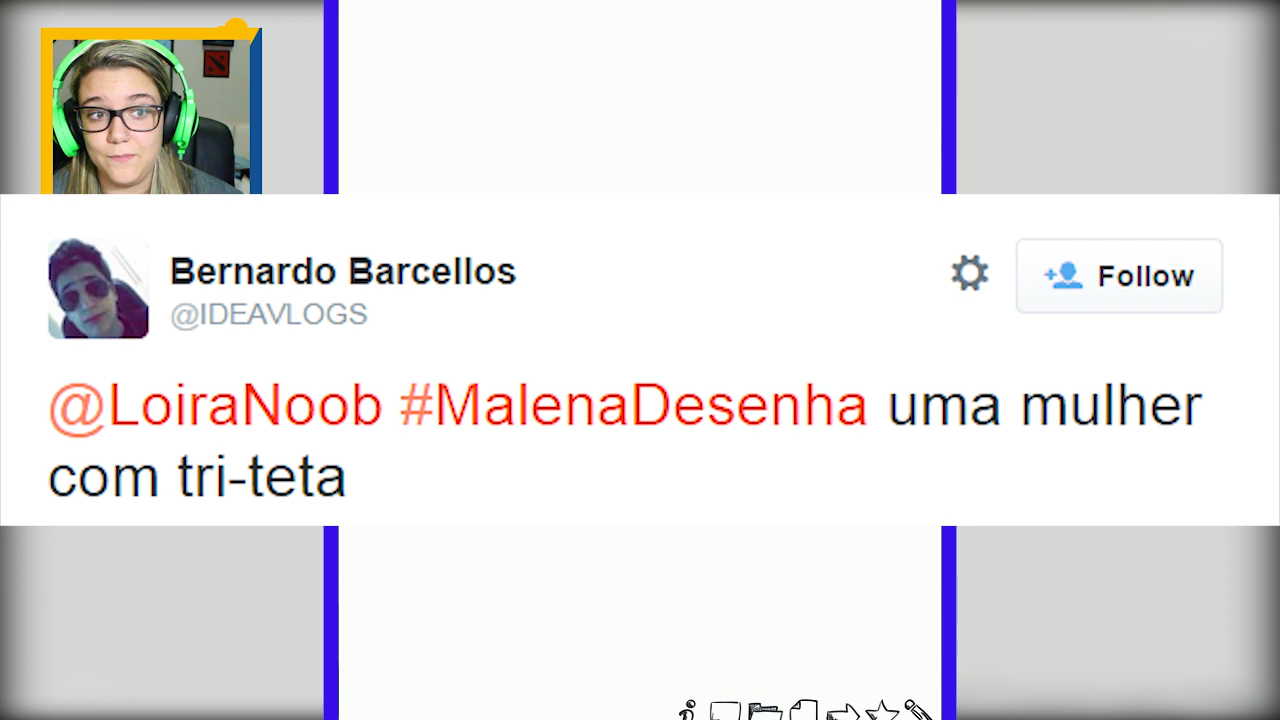 Bernardo Barcellos
@IDEAVLOGS
Follow
@LoiraNoob #MalenaDesenha uma mulher
com tri-teta